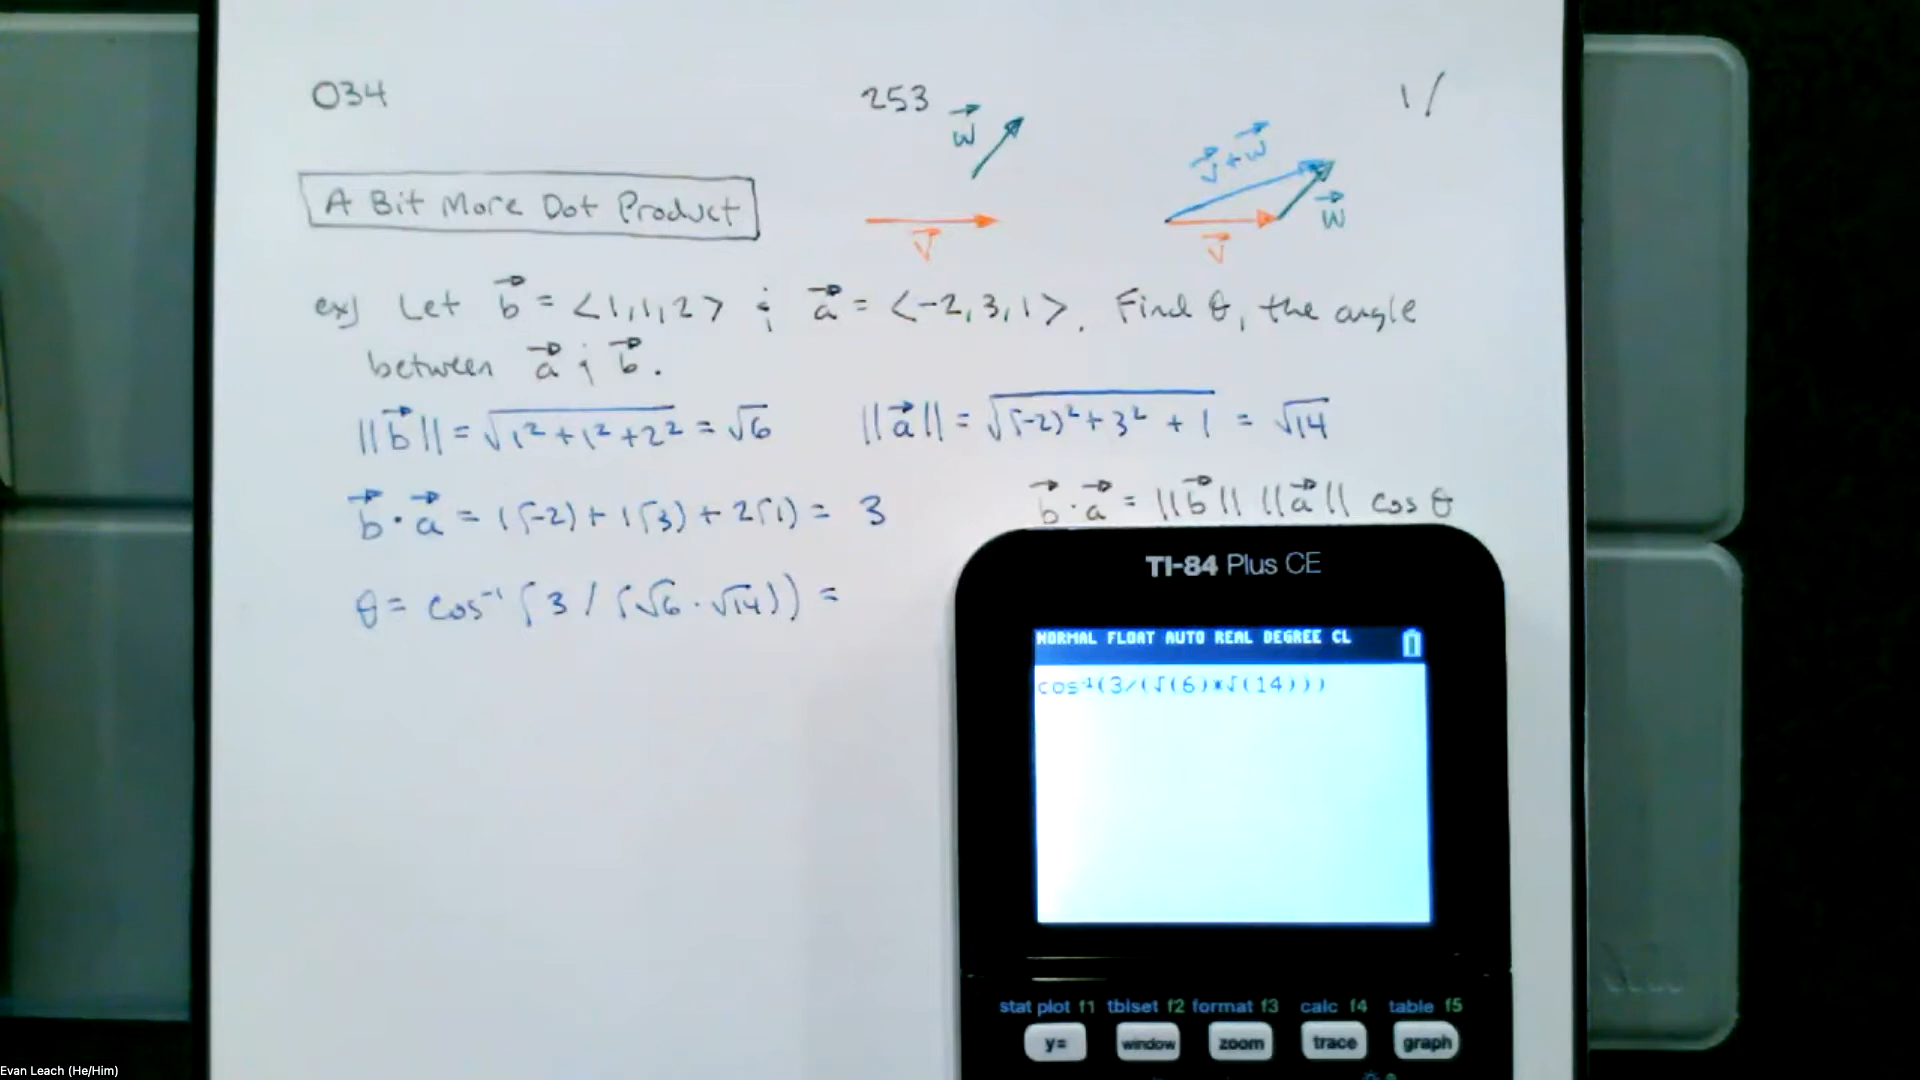 034 253 1/
A Bit More Dot Product
w⃗
v⃗
v⃗ + w⃗
v⃗
w⃗
ex) Let b⃗ = <1,1,2> ; a⃗ = <-2,3,1>. Find θ, the angle
between a⃗ ; b⃗.
||b⃗|| = √(1² + 1² + 2²) = √6 ||a⃗|| = √((-2)² + 3² + 1) = √14
b⃗ · a⃗ = 1(-2) + 1(3) + 2(1) = 3 b⃗ · a⃗ = ||b⃗|| ||a⃗|| cos θ
θ = cos⁻¹(3 / (√6 · √14)) =
TI-84 Plus CE
NORMAL FLOAT AUTO REAL DEGREE CL
cos⁻¹(3/(√(6)*√(14)))
stat plot f1 tblset f2 format f3 calc f4 table f5
y= window zoom trace graph
Evan Leach (He/Him)